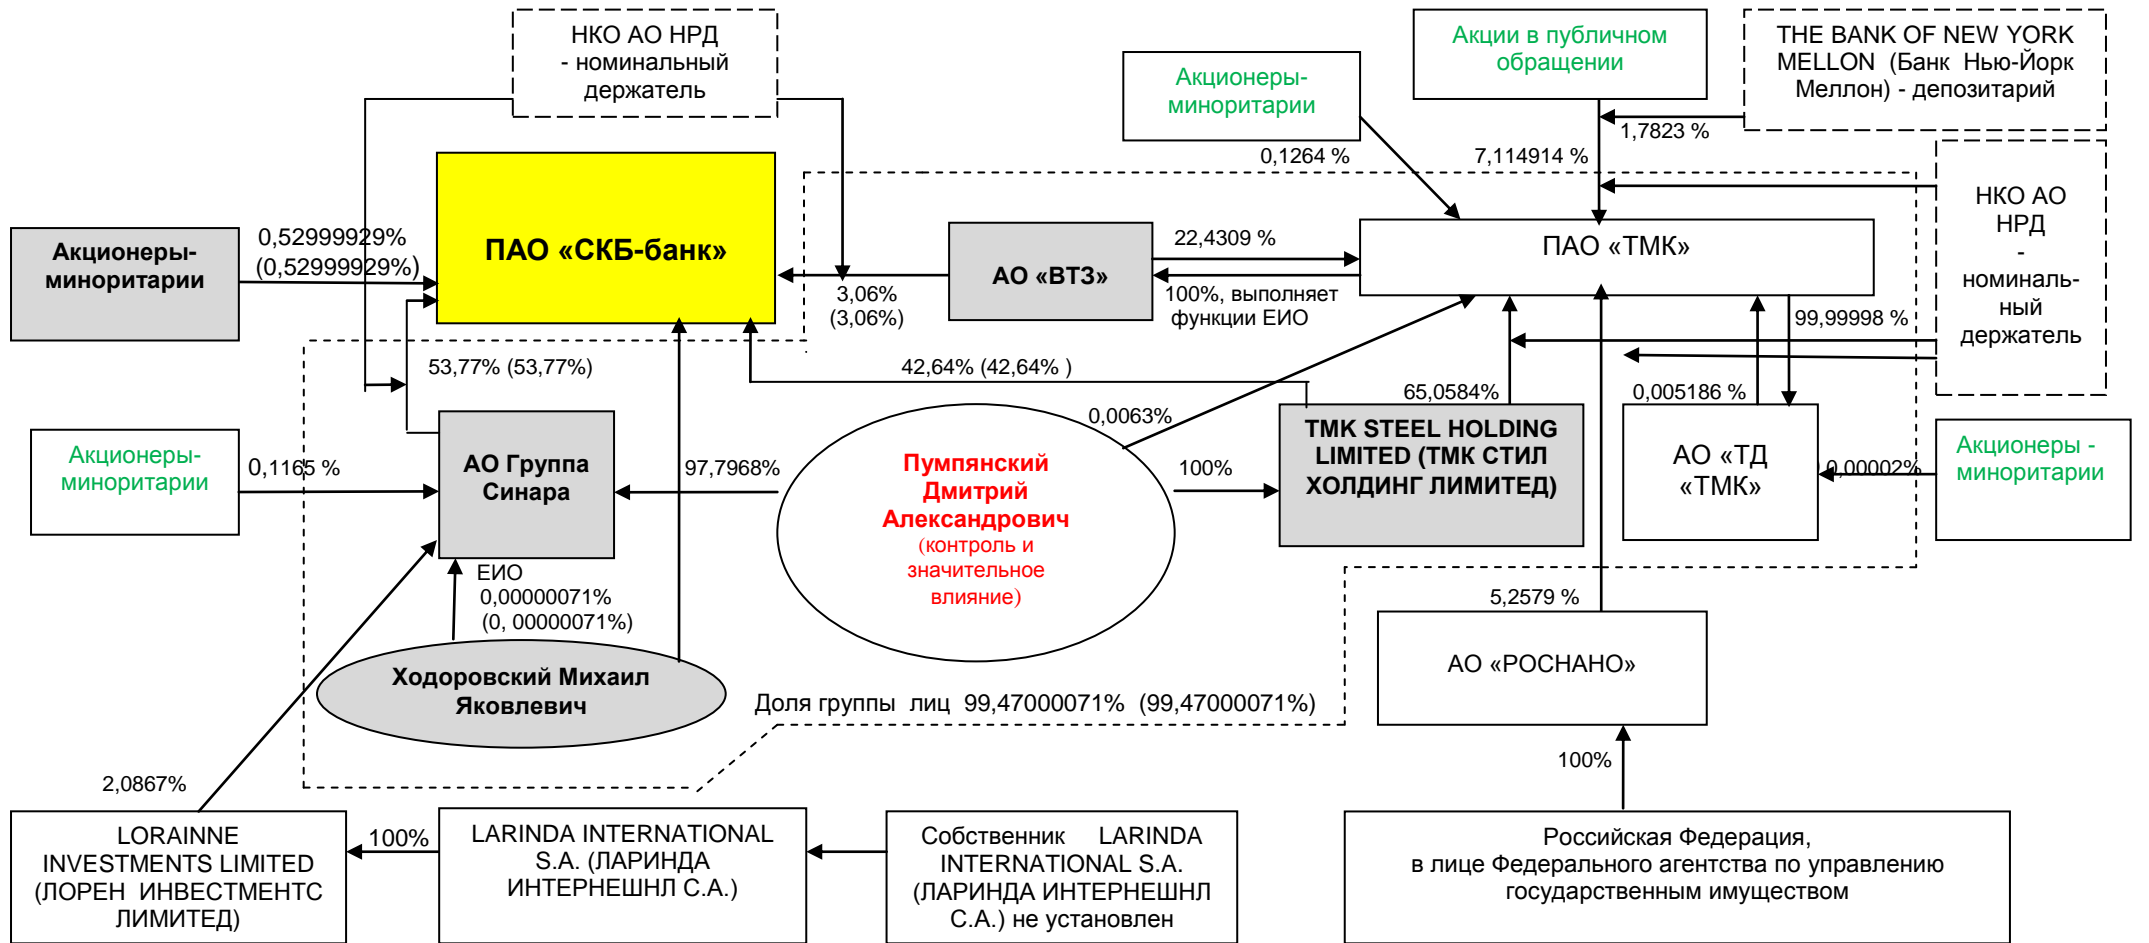 НКО АО НРД
- номинальный
держатель
Акции в публичном
обращении
THE BANK OF NEW YORK
MELLON (Банк Нью-Йорк
Меллон) - депозитарий
Акционеры-
миноритарии
1,7823 %
0,1264 %
7,114914 %
НКО АО
НРД
-
номиналь-
ный
держатель
Акционеры-
миноритарии
0,52999929%
(0,52999929%)
ПАО «СКБ-банк»
АО «ВТЗ»
22,4309 %
ПАО «ТМК»
3,06%
(3,06%)
100%, выполняет
функции ЕИО
99,99998 %
53,77% (53,77%)
42,64% (42,64% )
65,0584%
0,005186 %
0,0063%
Акционеры-
миноритарии
0,1165 %
АО Группа
Синара
97,7968%
Пумпянский
Дмитрий
Александрович
(контроль и
значительное
влияние)
100%
TMK STEEL HOLDING
LIMITED (ТМК СТИЛ
ХОЛДИНГ ЛИМИТЕД)
АО «ТД
«ТМК»
0,00002%
Акционеры -
миноритарии
ЕИО
0,00000071%
(0, 00000071%)
5,2579 %
Ходоровский Михаил
Яковлевич
АО «РОСНАНО»
Доля группы лиц 99,47000071% (99,47000071%)
2,0867%
100%
LORAINNE
INVESTMENTS LIMITED
(ЛОРЕН ИНВЕСТМЕНТС
ЛИМИТЕД)
100%
LARINDA INTERNATIONAL
S.A. (ЛАРИНДА
ИНТЕРНЕШНЛ С.А.)
Собственник LARINDA
INTERNATIONAL S.A.
(ЛАРИНДА ИНТЕРНЕШНЛ
С.А.) не установлен
Российская Федерация,
в лице Федерального агентства по управлению
государственным имуществом